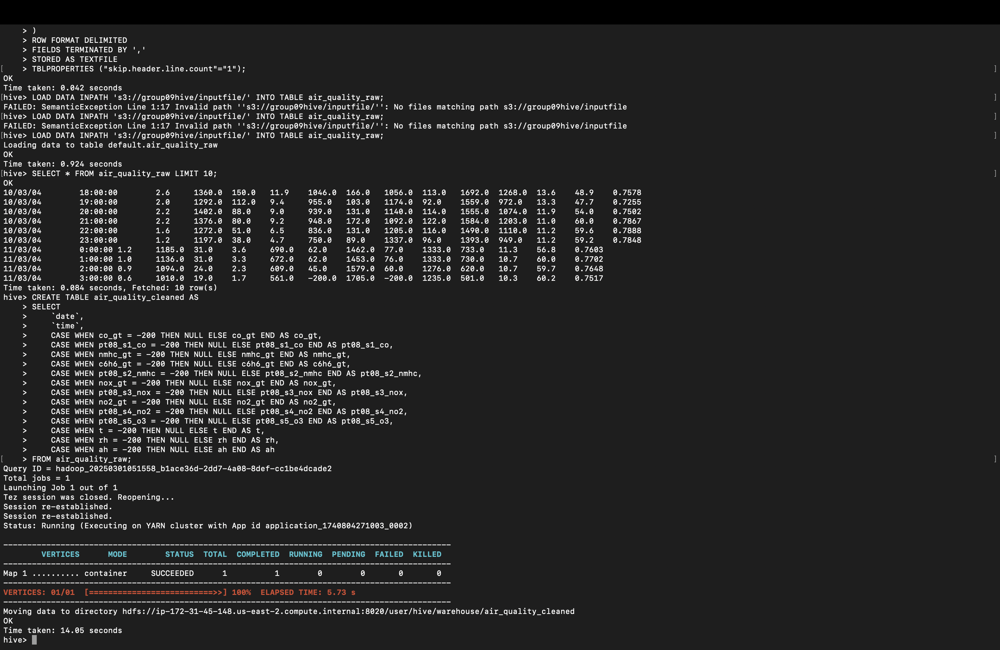 > )
    > ROW FORMAT DELIMITED
    > FIELDS TERMINATED BY ','
    > STORED AS TEXTFILE
[    > TBLPROPERTIES ("skip.header.line.count"="1"); ]
OK
Time taken: 0.042 seconds
[hive> LOAD DATA INPATH 's3://group09hive/inputfile/' INTO TABLE air_quality_raw; ]
FAILED: SemanticException Line 1:17 Invalid path ''s3://group09hive/inputfile/'': No files matching path s3://group09hive/inputfile
[hive> LOAD DATA INPATH 's3://group09hive/inputfile/' INTO TABLE air_quality_raw; ]
FAILED: SemanticException Line 1:17 Invalid path ''s3://group09hive/inputfile/'': No files matching path s3://group09hive/inputfile
[hive> LOAD DATA INPATH 's3://group09hive/inputfile/' INTO TABLE air_quality_raw; ]
Loading data to table default.air_quality_raw
OK
Time taken: 0.924 seconds
[hive> SELECT * FROM air_quality_raw LIMIT 10; ]
OK
10/03/04        18:00:00        2.6     1360.0  150.0   11.9    1046.0  166.0   1056.0  113.0   1692.0  1268.0  13.6    48.9    0.7578
10/03/04        19:00:00        2.0     1292.0  112.0   9.4     955.0   103.0   1174.0  92.0    1559.0  972.0   13.3    47.7    0.7255
10/03/04        20:00:00        2.2     1402.0  88.0    9.0     939.0   131.0   1140.0  114.0   1555.0  1074.0  11.9    54.0    0.7502
10/03/04        21:00:00        2.2     1376.0  80.0    9.2     948.0   172.0   1092.0  122.0   1584.0  1203.0  11.0    60.0    0.7867
10/03/04        22:00:00        1.6     1272.0  51.0    6.5     836.0   131.0   1205.0  116.0   1490.0  1110.0  11.2    59.6    0.7888
10/03/04        23:00:00        1.2     1197.0  38.0    4.7     750.0   89.0    1337.0  96.0    1393.0  949.0   11.2    59.2    0.7848
11/03/04        0:00:00 1.2     1185.0  31.0    3.6     690.0   62.0    1462.0  77.0    1333.0  733.0   11.3    56.8    0.7603
11/03/04        1:00:00 1.0     1136.0  31.0    3.3     672.0   62.0    1453.0  76.0    1333.0  730.0   10.7    60.0    0.7702
11/03/04        2:00:00 0.9     1094.0  24.0    2.3     609.0   45.0    1579.0  60.0    1276.0  620.0   10.7    59.7    0.7648
11/03/04        3:00:00 0.6     1010.0  19.0    1.7     561.0   -200.0  1705.0  -200.0  1235.0  501.0   10.3    60.2    0.7517
Time taken: 0.084 seconds, Fetched: 10 row(s)
hive> CREATE TABLE air_quality_cleaned AS
    > SELECT
    >     `date`,
    >     `time`,
    >     CASE WHEN co_gt = -200 THEN NULL ELSE co_gt END AS co_gt,
    >     CASE WHEN pt08_s1_co = -200 THEN NULL ELSE pt08_s1_co END AS pt08_s1_co,
    >     CASE WHEN nmhc_gt = -200 THEN NULL ELSE nmhc_gt END AS nmhc_gt,
    >     CASE WHEN c6h6_gt = -200 THEN NULL ELSE c6h6_gt END AS c6h6_gt,
    >     CASE WHEN pt08_s2_nmhc = -200 THEN NULL ELSE pt08_s2_nmhc END AS pt08_s2_nmhc,
    >     CASE WHEN nox_gt = -200 THEN NULL ELSE nox_gt END AS nox_gt,
    >     CASE WHEN pt08_s3_nox = -200 THEN NULL ELSE pt08_s3_nox END AS pt08_s3_nox,
    >     CASE WHEN no2_gt = -200 THEN NULL ELSE no2_gt END AS no2_gt,
    >     CASE WHEN pt08_s4_no2 = -200 THEN NULL ELSE pt08_s4_no2 END AS pt08_s4_no2,
    >     CASE WHEN pt08_s5_o3 = -200 THEN NULL ELSE pt08_s5_o3 END AS pt08_s5_o3,
    >     CASE WHEN t = -200 THEN NULL ELSE t END AS t,
    >     CASE WHEN rh = -200 THEN NULL ELSE rh END AS rh,
    >     CASE WHEN ah = -200 THEN NULL ELSE ah END AS ah
[    > FROM air_quality_raw; ]
Query ID = hadoop_20250301051558_b1ace36d-2dd7-4a08-8def-cc1be4dcade2
Total jobs = 1
Launching Job 1 out of 1
Tez session was closed. Reopening...
Session re-established.
Session re-established.
Status: Running (Executing on YARN cluster with App id application_1740804271003_0002)
----------------------------------------------------------------------------------------------
        VERTICES      MODE        STATUS  TOTAL  COMPLETED  RUNNING  PENDING  FAILED  KILLED
----------------------------------------------------------------------------------------------
Map 1 .......... container     SUCCEEDED      1          1        0        0       0       0
----------------------------------------------------------------------------------------------
VERTICES: 01/01  [==========================>>] 100%  ELAPSED TIME: 5.73 s
----------------------------------------------------------------------------------------------
Moving data to directory hdfs://ip-172-31-45-148.us-east-2.compute.internal:8020/user/hive/warehouse/air_quality_cleaned
OK
Time taken: 14.05 seconds
hive>